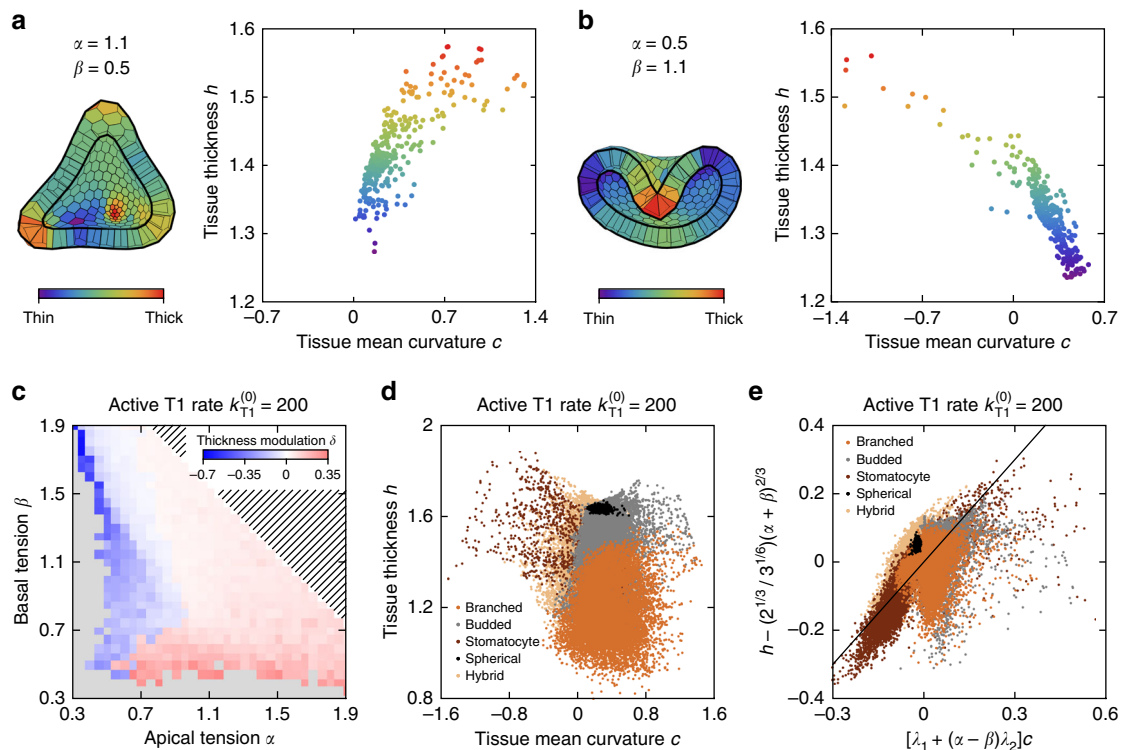 a
α = 1.1
β = 0.5
Thin
Thick
Tissue thickness h
1.6
1.5
1.4
1.3
1.2
−0.7
0
0.7
1.4
Tissue mean curvature c
b
α = 0.5
β = 1.1
Thin
Thick
Tissue thickness h
1.6
1.5
1.4
1.3
1.2
−1.4
−0.7
0
0.7
Tissue mean curvature c
c
Active T1 rate k_{T1}^{(0)} = 200
Thickness modulation δ
−0.7
−0.35
0
0.35
Basal tension β
1.9
1.5
1.1
0.7
0.3
0.3
0.7
1.1
1.5
1.9
Apical tension α
d
Active T1 rate k_{T1}^{(0)} = 200
Tissue thickness h
2
1.6
1.2
0.8
Branched
Budded
Stomatocyte
Spherical
Hybrid
−1.6
−0.8
0
0.8
1.6
Tissue mean curvature c
e
Active T1 rate k_{T1}^{(0)} = 200
h − (2^{1/3} / 3^{1/6})(α + β)^{2/3}
0.4
0.2
0
−0.2
−0.4
Branched
Budded
Stomatocyte
Spherical
Hybrid
−0.3
0
0.3
0.6
[λ₁ + (α − β)λ₂]c